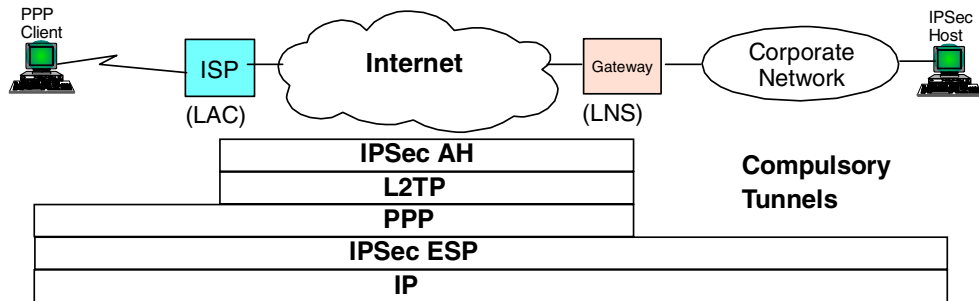 PPP
Client
ISP
(LAC)
Internet
Gateway
(LNS)
Corporate
Network
IPSec
Host
IPSec AH
L2TP
PPP
IPSec ESP
IP
Compulsory
Tunnels